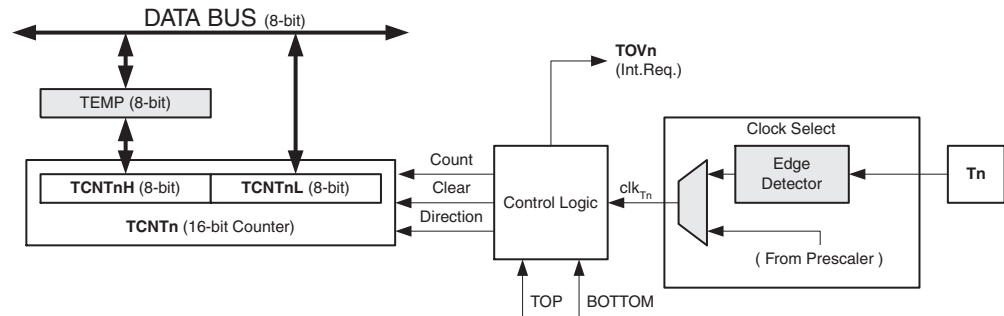 DATA BUS (8-bit)
TEMP (8-bit)
TCNTnH (8-bit)
TCNTnL (8-bit)
TCNTn (16-bit Counter)
Count
Clear
Direction
Control Logic
TOVn
(Int.Req.)
TOP
BOTTOM
clkTn
Clock Select
Edge
Detector
( From Prescaler )
Tn